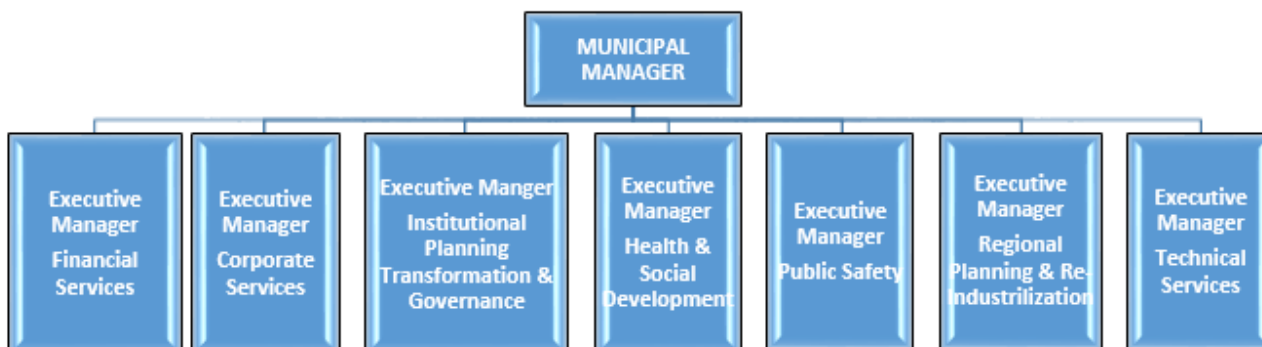 MUNICIPAL
MANAGER
Executive
Manager
Financial
Services
Executive
Manager
Corporate
Services
Executive Manger
Institutional
Planning
Transformation &
Governance
Executive
Manager
Health &
Social
Development
Executive
Manager
Public Safety
Executive
Manager
Regional
Planning & Re-
Industrilization
Executive
Manager
Technical
Services